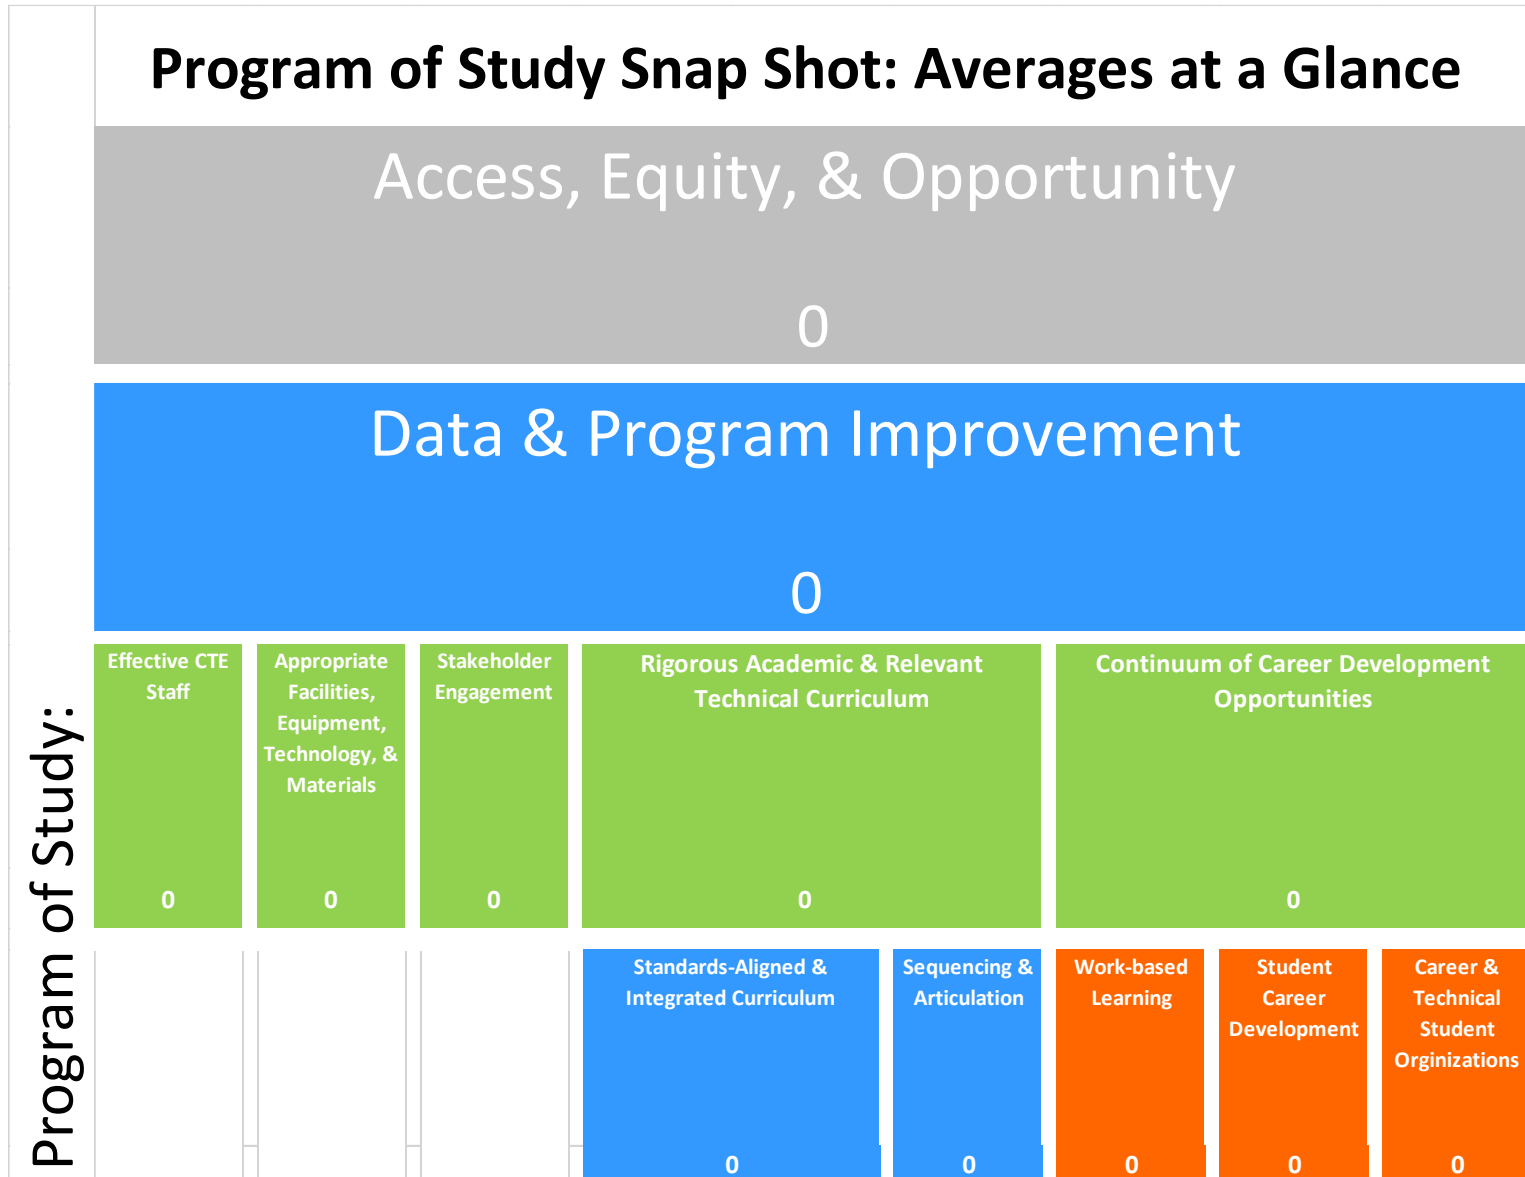 Program of Study Snap Shot: Averages at a Glance
Access, Equity, & Opportunity
0
Data & Program Improvement
0
Program of Study:
Effective CTE
Staff
0
Appropriate
Facilities,
Equipment,
Technology, &
Materials
0
Stakeholder
Engagement
0
Rigorous Academic & Relevant
Technical Curriculum
0
Continuum of Career Development
Opportunities
0
Standards-Aligned &
Integrated Curriculum
0
Sequencing &
Articulation
0
Work-based
Learning
0
Student
Career
Development
0
Career &
Technical
Student
Orginizations
0